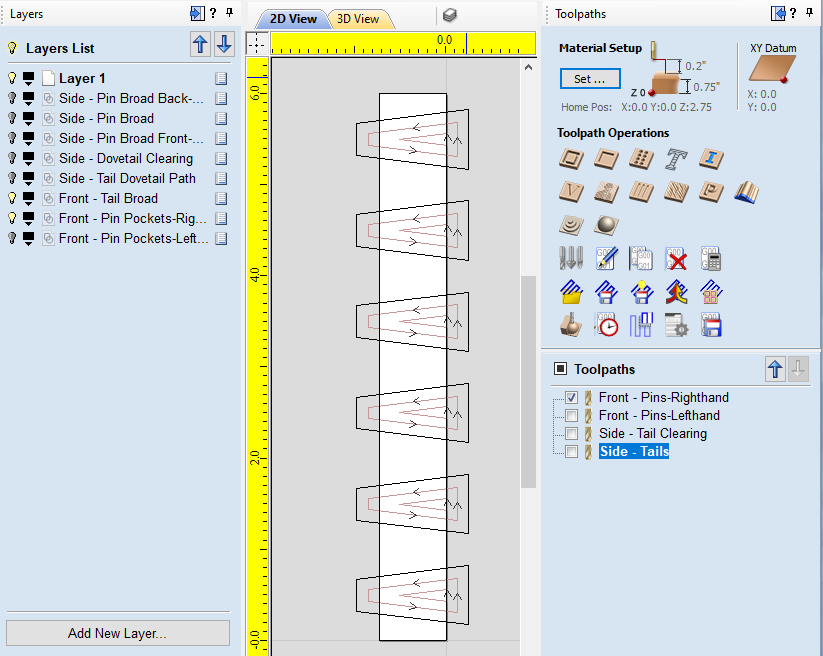 Layers
?
Layers List
Layer 1
Side - Pin Broad Back-...
Side - Pin Broad
Side - Pin Broad Front-...
Side - Dovetail Clearing
Side - Tail Dovetail Path
Front - Tail Broad
Front - Pin Pockets-Rig...
Front - Pin Pockets-Left...
Add New Layer...
2D View
3D View
0.0
6.0
4.0
2.0
-0.0
Toolpaths
?
Material Setup
XY Datum
0.2"
Set ...
0.75"
Z 0
X: 0.0
Home Pos: X:0.0 Y:0.0 Z:2.75
Y: 0.0
Toolpath Operations
Toolpaths
Front - Pins-Righthand
Front - Pins-Lefthand
Side - Tail Clearing
Side - Tails